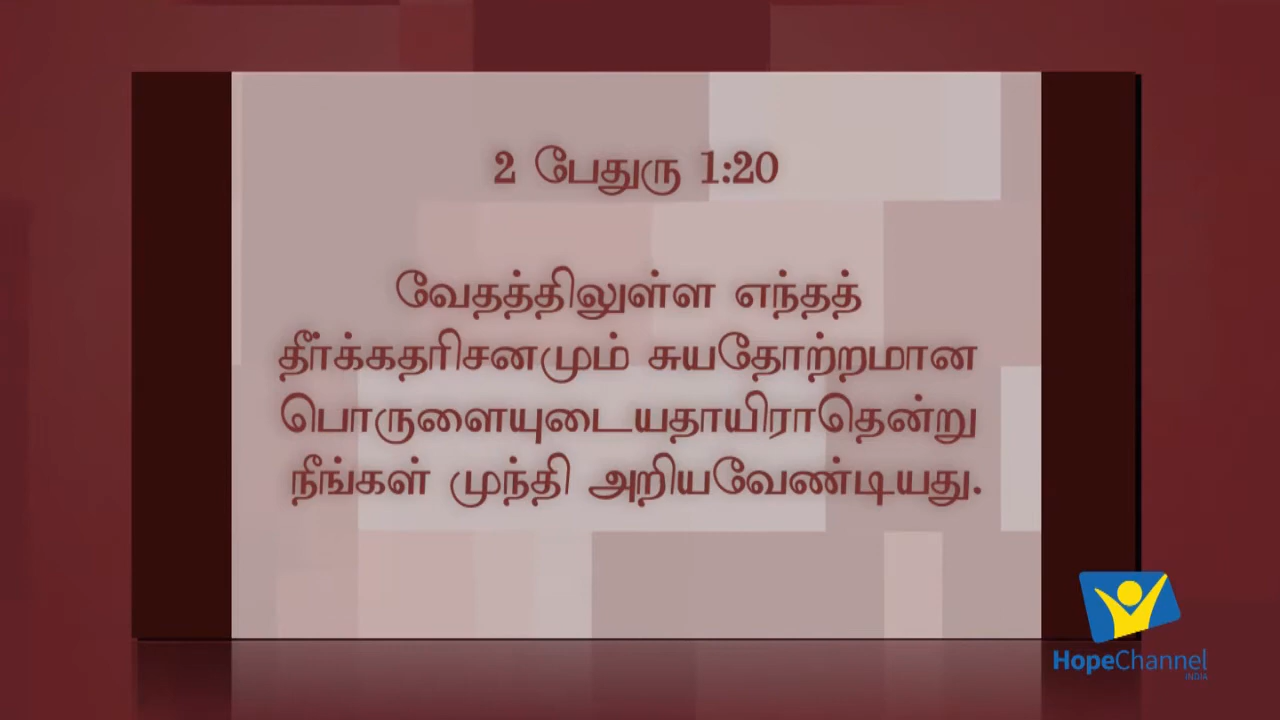 2 பேதுரு 1:20
வேதத்திலுள்ள எந்தத்
தீர்க்கதரிசனமும் சுயதோற்றமான
பொருளையுடையதாயிராதென்று
நீங்கள் முந்தி அறியவேண்டியது.
HopeChannel
INDIA